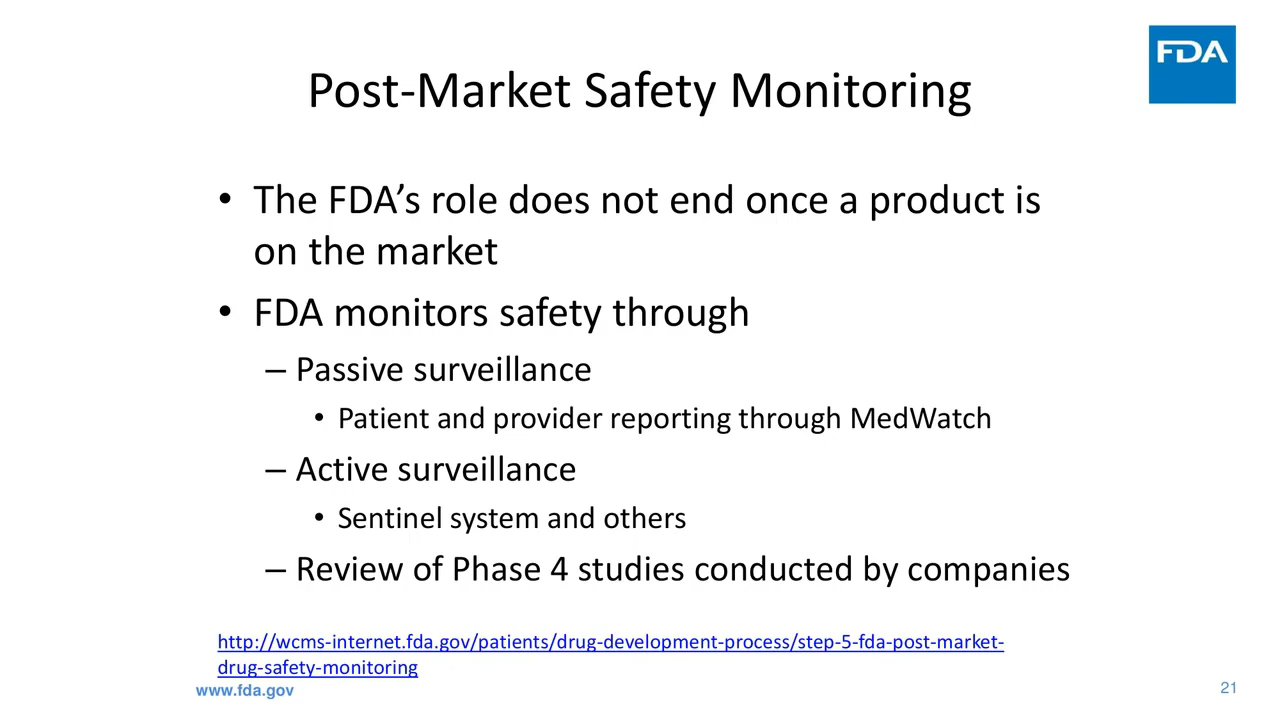 FDA
Post-Market Safety Monitoring
• The FDA’s role does not end once a product is
on the market
• FDA monitors safety through
– Passive surveillance
• Patient and provider reporting through MedWatch
– Active surveillance
• Sentinel system and others
– Review of Phase 4 studies conducted by companies
http://wcms-internet.fda.gov/patients/drug-development-process/step-5-fda-post-market-
drug-safety-monitoring
www.fda.gov
21